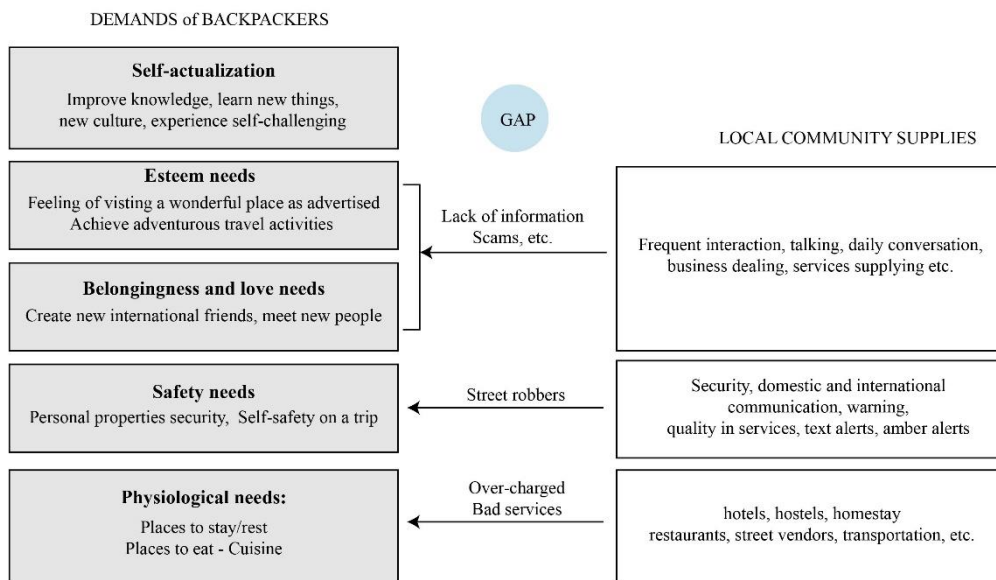 DEMANDS of BACKPACKERS
Self-actualization
Improve knowledge, learn new things,
new culture, experience self-challenging
GAP
LOCAL COMMUNITY SUPPLIES
Esteem needs
Feeling of visting a wonderful place as advertised
Achieve adventurous travel activities
Belongingness and love needs
Create new international friends, meet new people
Lack of information
Scams, etc.
Frequent interaction, talking, daily conversation,
business dealing, services supplying etc.
Safety needs
Personal properties security, Self-safety on a trip
Street robbers
Security, domestic and international
communication, warning,
quality in services, text alerts, amber alerts
Physiological needs:
Places to stay/rest
Places to eat - Cuisine
Over-charged
Bad services
hotels, hostels, homestay
restaurants, street vendors, transportation, etc.